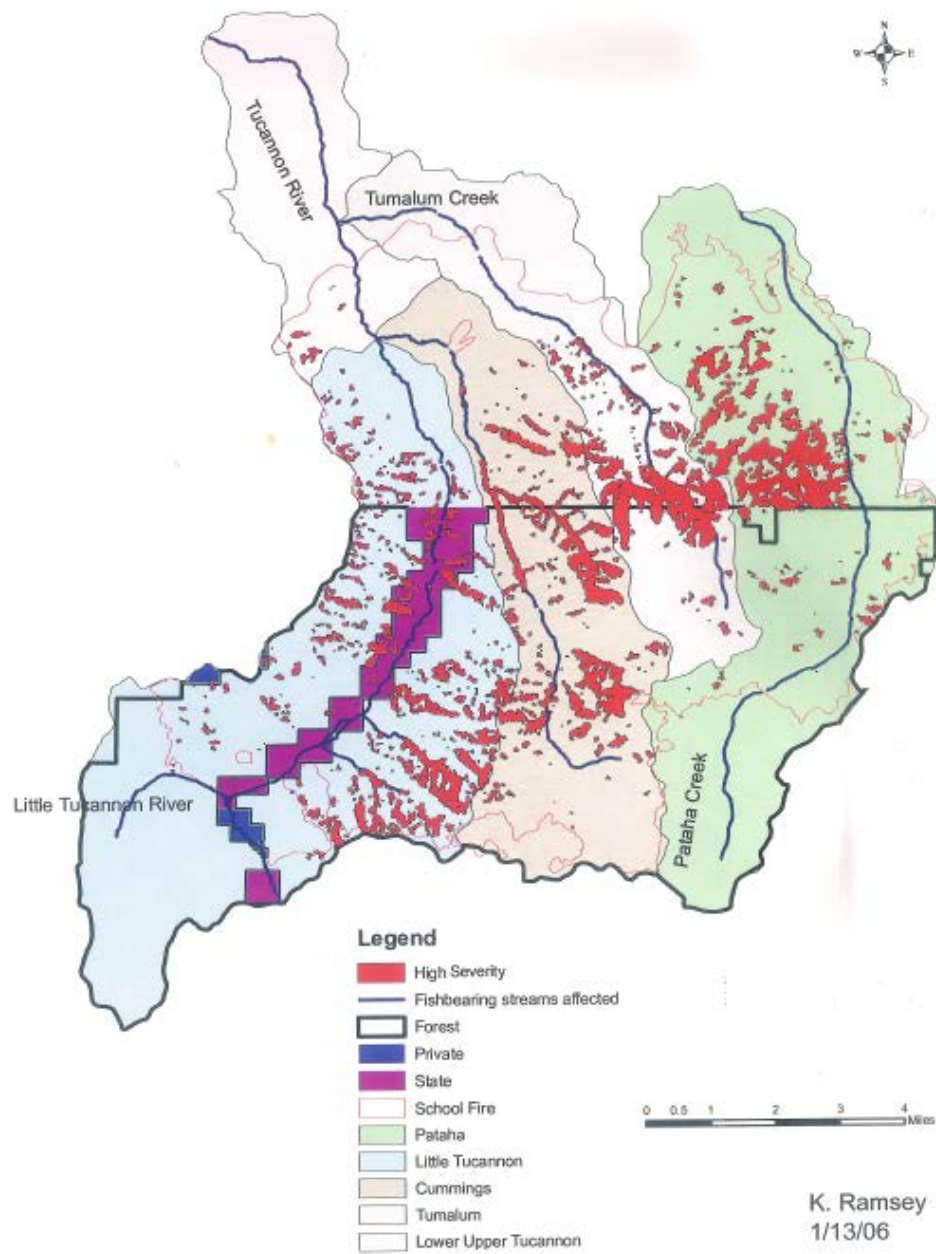 N
W E
S
Tucannon River
Tumalum Creek
Little Tucannon River
Pataha Creek
Legend
High Severity
Fishbearing streams affected
Forest
Private
State
School Fire
Pataha
Little Tucannon
Cummings
Tumalum
Lower Upper Tucannon
0 0.5 1 2 3 4
Miles
K. Ramsey
1/13/06